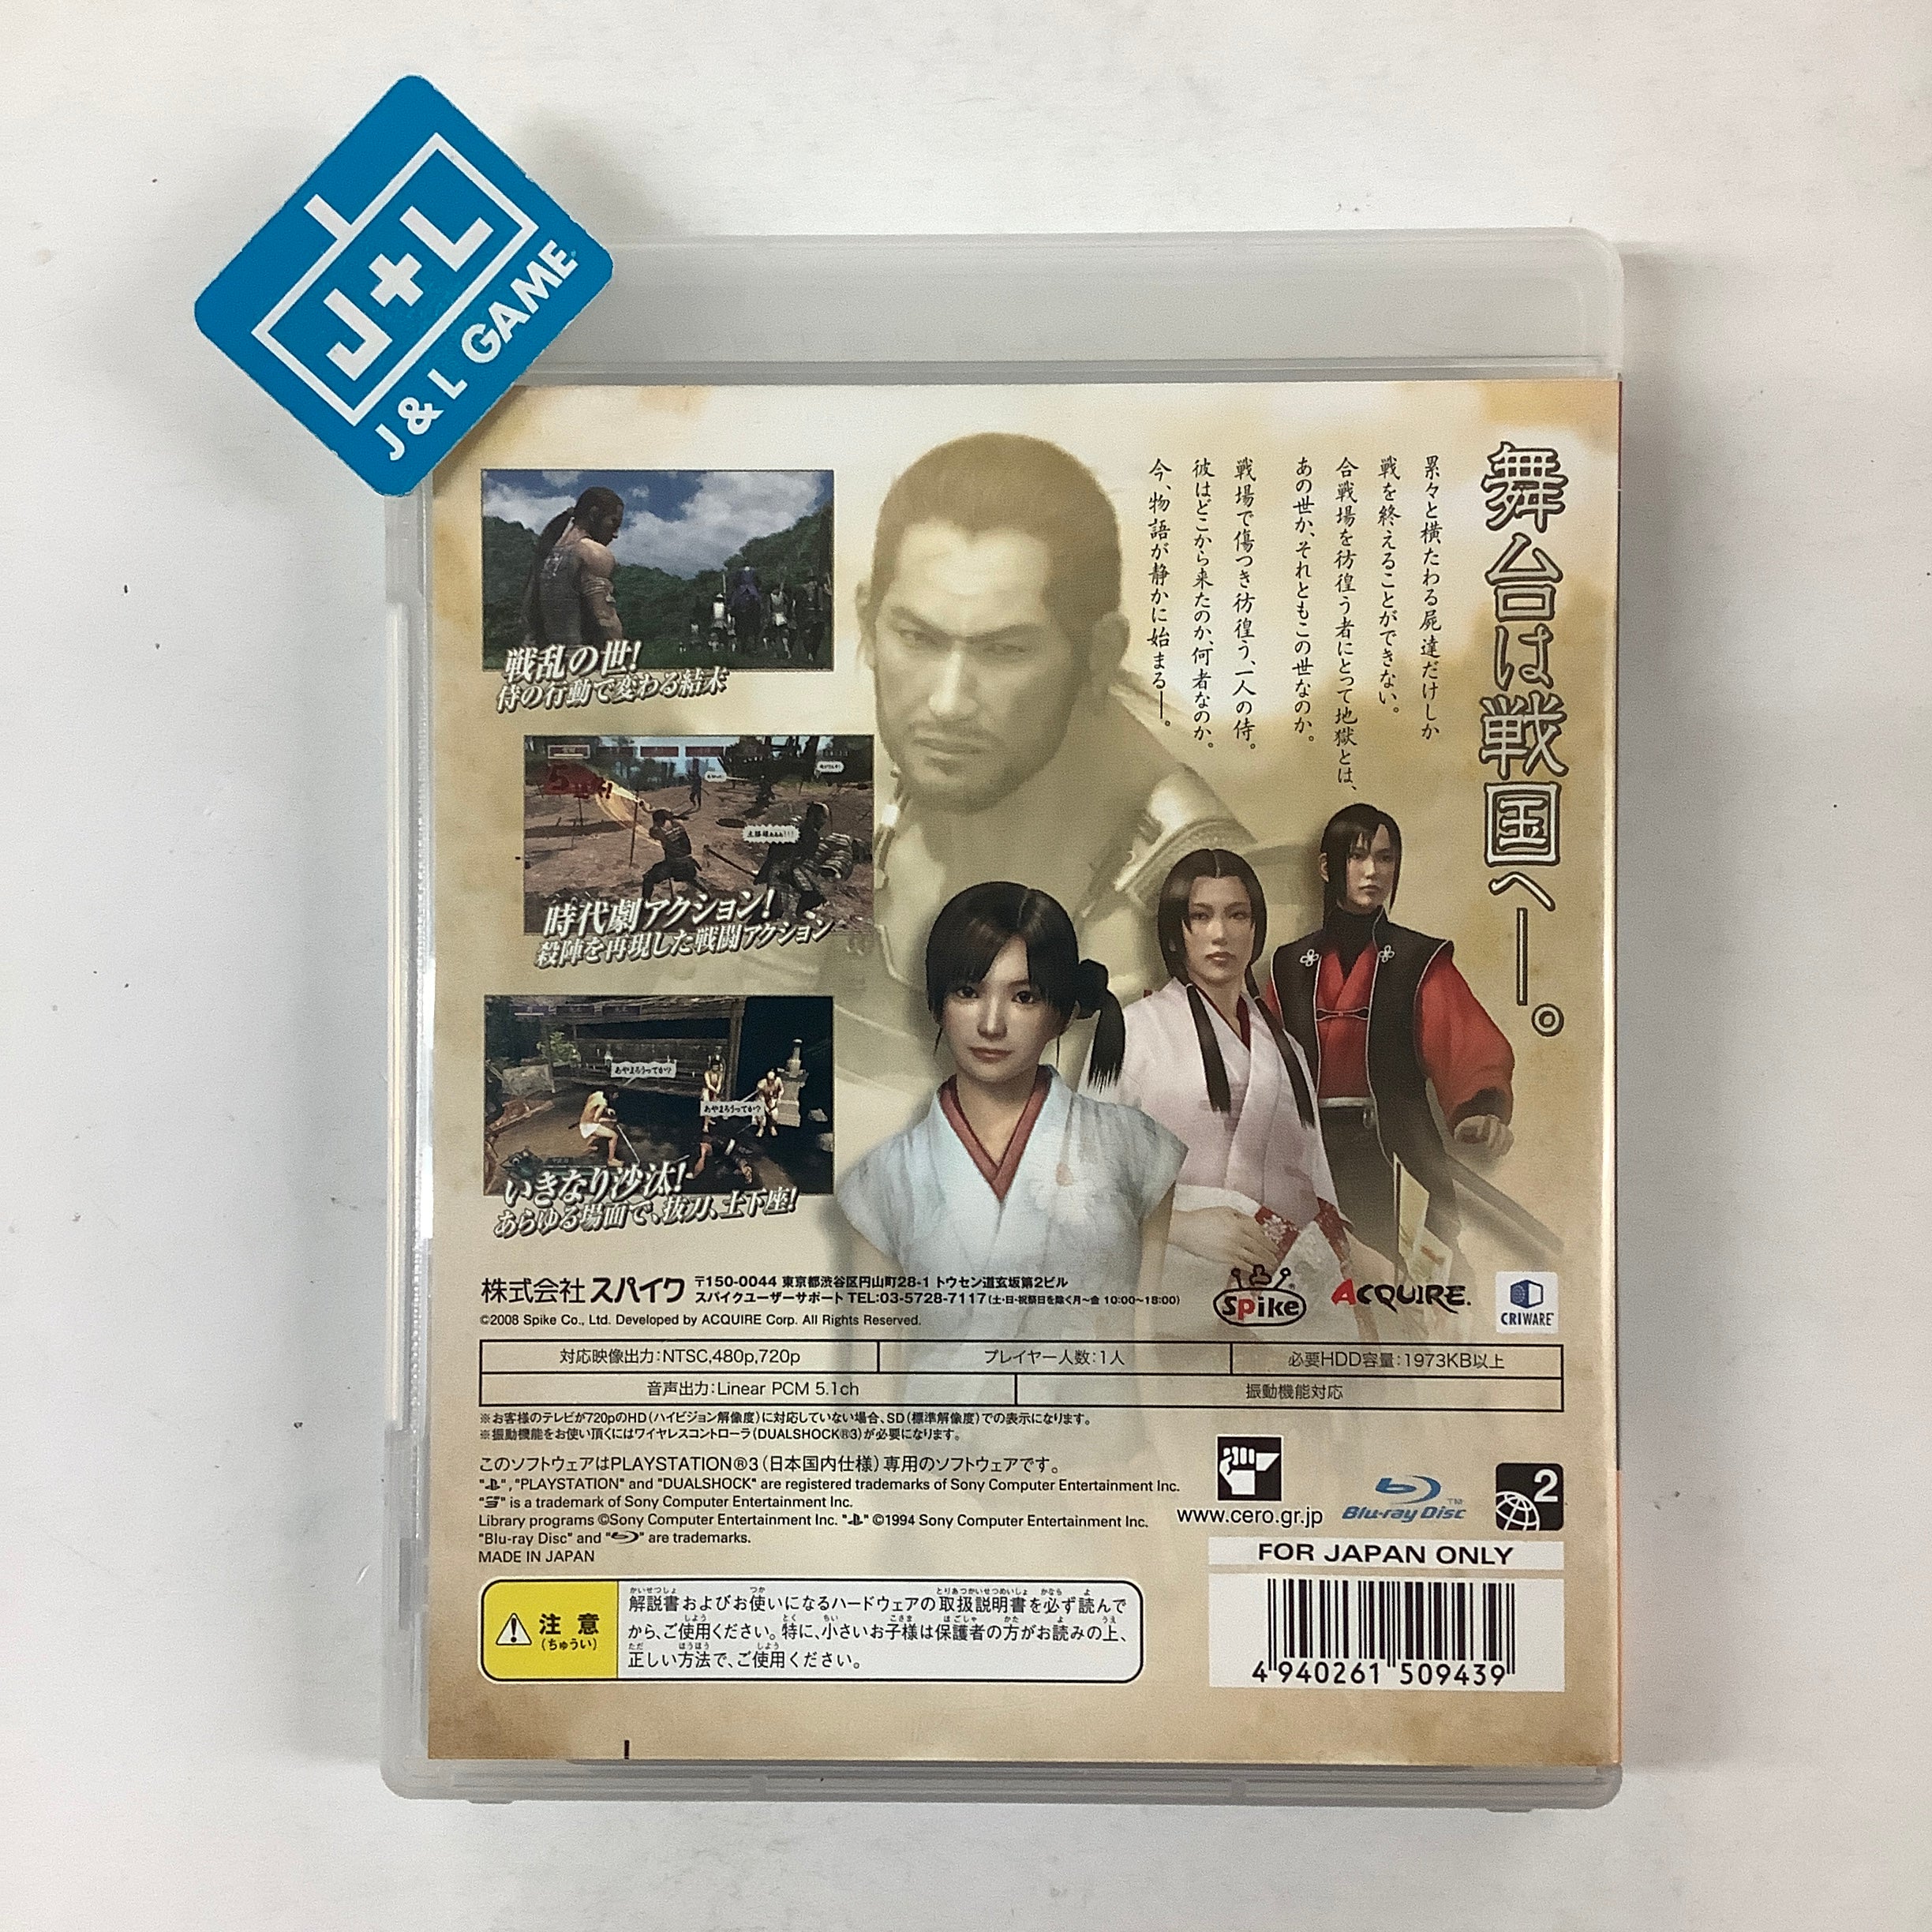 J+L
J & L GAME
舞台は戦国へ――。
累々と横たわる屍達だけしか
戦を終えることができない。
合戦場を彷徨う者にとって地獄とは、
あの世か、それともこの世なのか。
戦場で傷つき彷徨う、一人の侍。
彼はどこから来たのか、何者なのか。
今、物語が静かに始まる――。
戦乱の世!
侍の行動で変わる結末
時代劇アクション!
殺陣を再現した戦闘アクション
あやまろうってか?
あやまろうってか?
いきなり沙汰!
あらゆる場面で、抜刀、土下座!
株式会社スパイク 〒150-0044 東京都渋谷区円山町28-1 トウセン道玄坂第2ビル
スパイクユーザーサポート TEL:03-5728-7117(土・日・祝祭日を除く月〜金 10:00〜18:00)
©2008 Spike Co., Ltd. Developed by ACQUIRE Corp. All Rights Reserved.
Spike ACQUIRE. CRIWARE
対応映像出力:NTSC,480p,720p プレイヤー人数:1人 必要HDD容量:1973KB以上
音声出力:Linear PCM 5.1ch 振動機能対応
※お客様のテレビが720pのHD(ハイビジョン解像度)に対応していない場合、SD(標準解像度)での表示になります。
※振動機能をお使い頂くにはワイヤレスコントローラ(DUALSHOCK®3)が必要になります。
このソフトウェアはPLAYSTATION®3(日本国内仕様)専用のソフトウェアです。
" ", "PLAYSTATION" and "DUALSHOCK" are registered trademarks of Sony Computer Entertainment Inc.
" " is a trademark of Sony Computer Entertainment Inc.
Library programs ©Sony Computer Entertainment Inc. " " ©1994 Sony Computer Entertainment Inc.
"Blu-ray Disc" and " " are trademarks.
MADE IN JAPAN
www.cero.gr.jp
Blu-ray Disc™
2
FOR JAPAN ONLY
4 940261 509439
注意
(ちゅうい)
解説書およびお使いになるハードウェアの取扱説明書を必ず読んで
から、ご使用ください。特に、小さいお子様は保護者の方がお読みの上、
正しい方法で、ご使用ください。